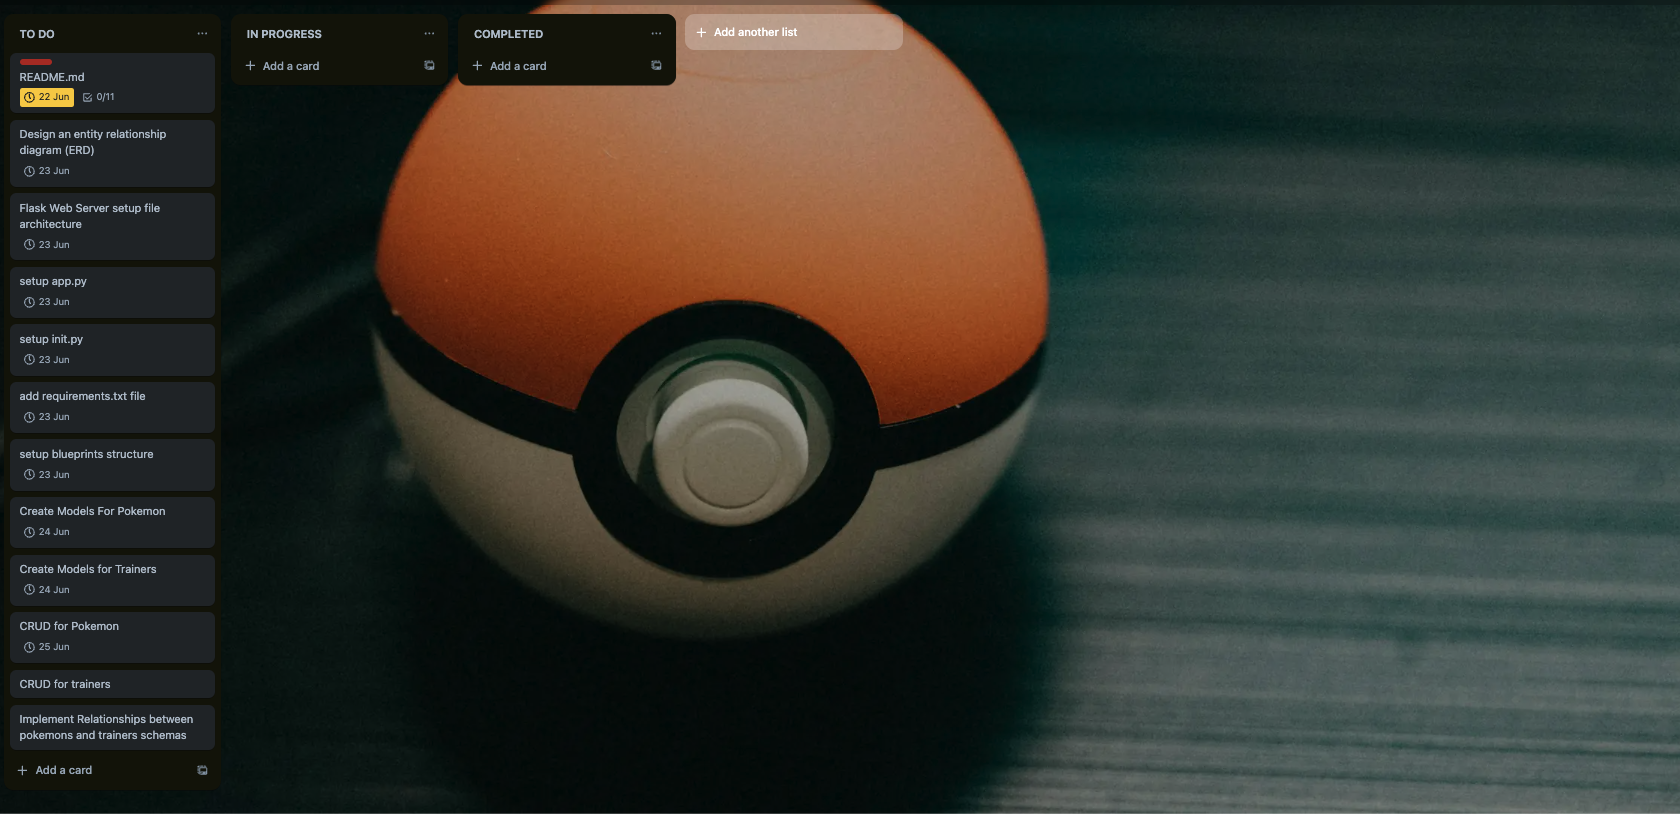 TO DO
README.md
22 Jun 0/11
Design an entity relationship
diagram (ERD)
23 Jun
Flask Web Server setup file
architecture
23 Jun
setup app.py
23 Jun
setup init.py
23 Jun
add requirements.txt file
23 Jun
setup blueprints structure
23 Jun
Create Models For Pokemon
24 Jun
Create Models for Trainers
24 Jun
CRUD for Pokemon
25 Jun
CRUD for trainers
Implement Relationships between
pokemons and trainers schemas
+ Add a card
IN PROGRESS
+ Add a card
COMPLETED
+ Add a card
+ Add another list